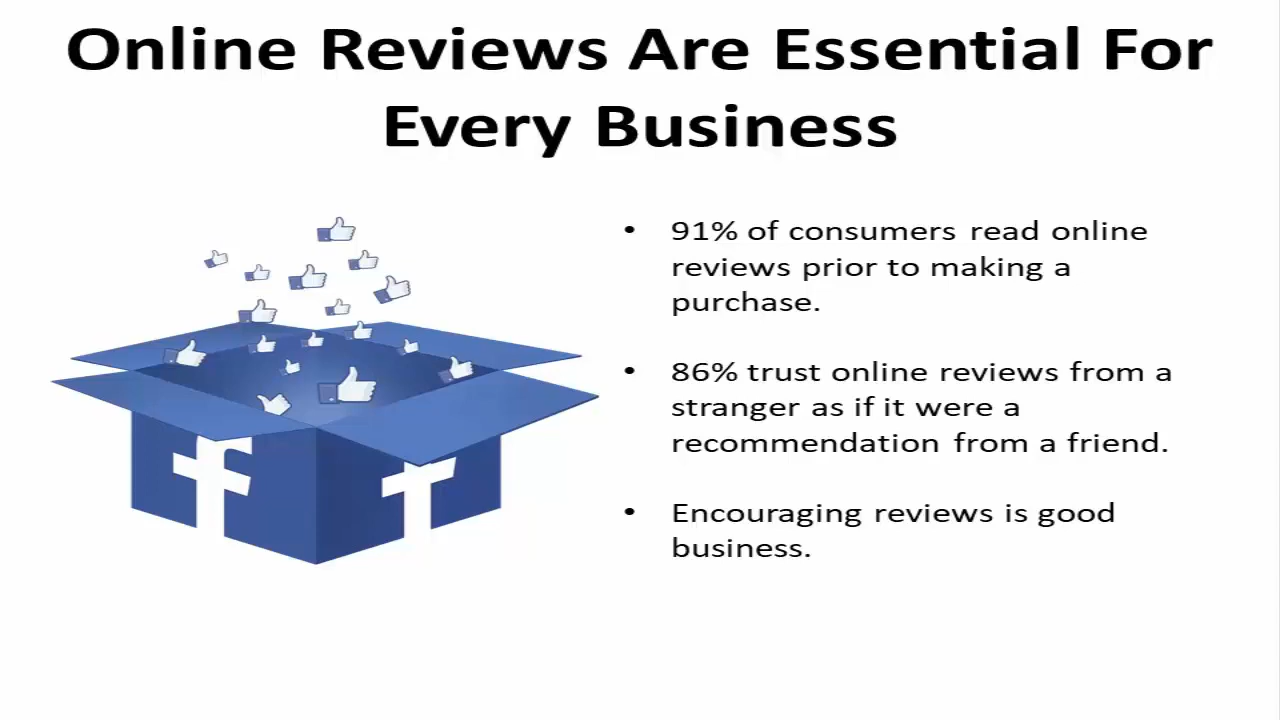 Online Reviews Are Essential For
Every Business
• 91% of consumers read online
reviews prior to making a
purchase.
• 86% trust online reviews from a
stranger as if it were a
recommendation from a friend.
• Encouraging reviews is good
business.
f
f